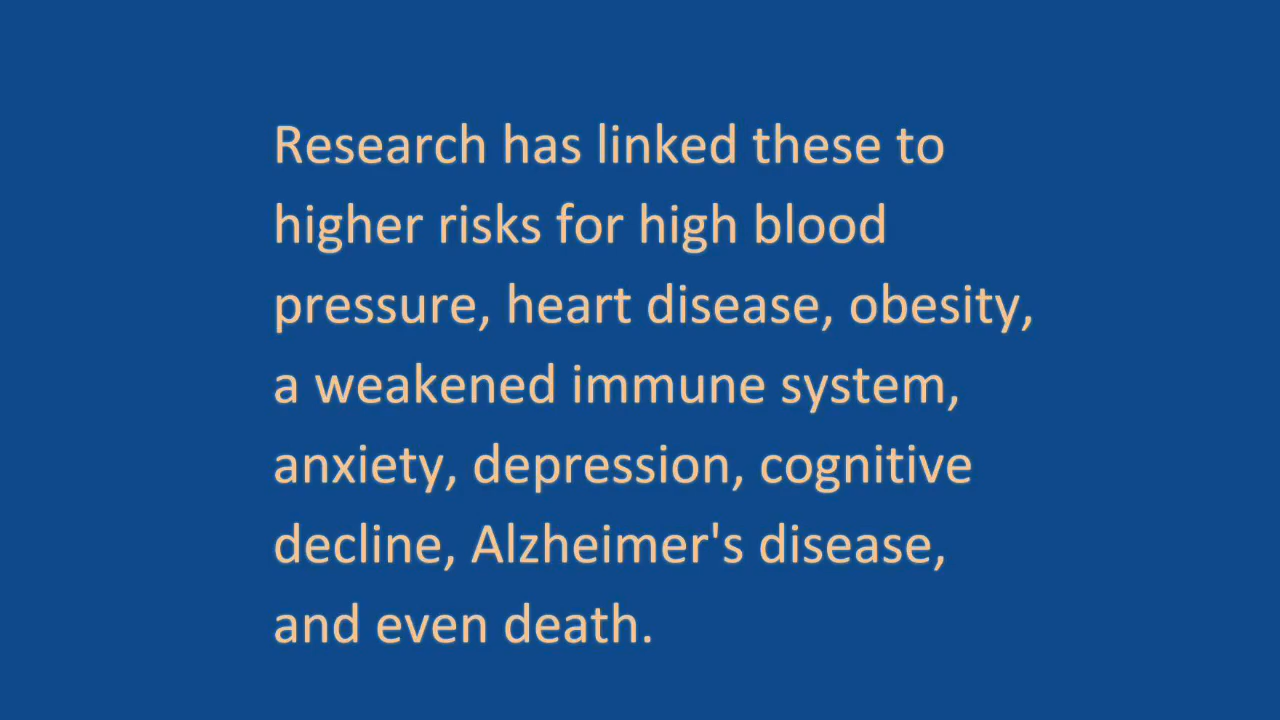 Research has linked these to
higher risks for high blood
pressure, heart disease, obesity,
a weakened immune system,
anxiety, depression, cognitive
decline, Alzheimer's disease,
and even death.